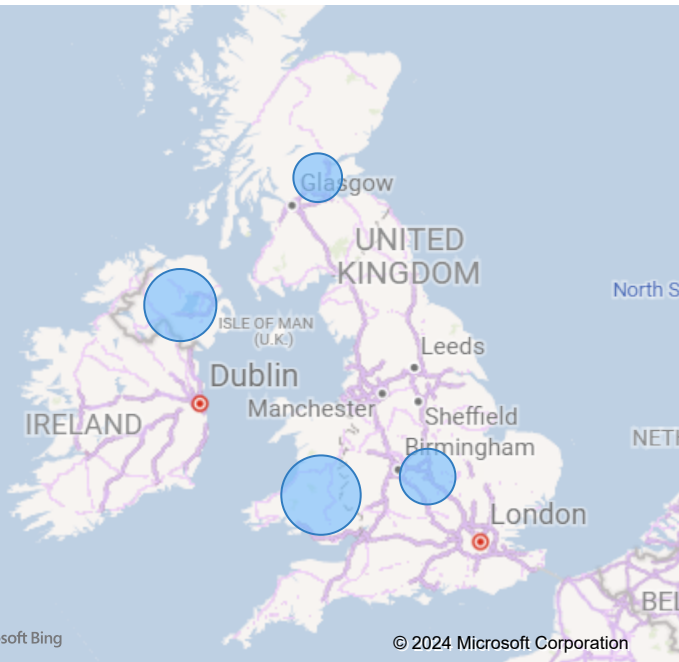 Glasgow
UNITED
KINGDOM
North S
ISLE OF MAN
(U.K.)
Leeds
Dublin
Manchester
Sheffield
IRELAND
NETH
Birmingham
London
BEL
soft Bing
© 2024 Microsoft Corporation